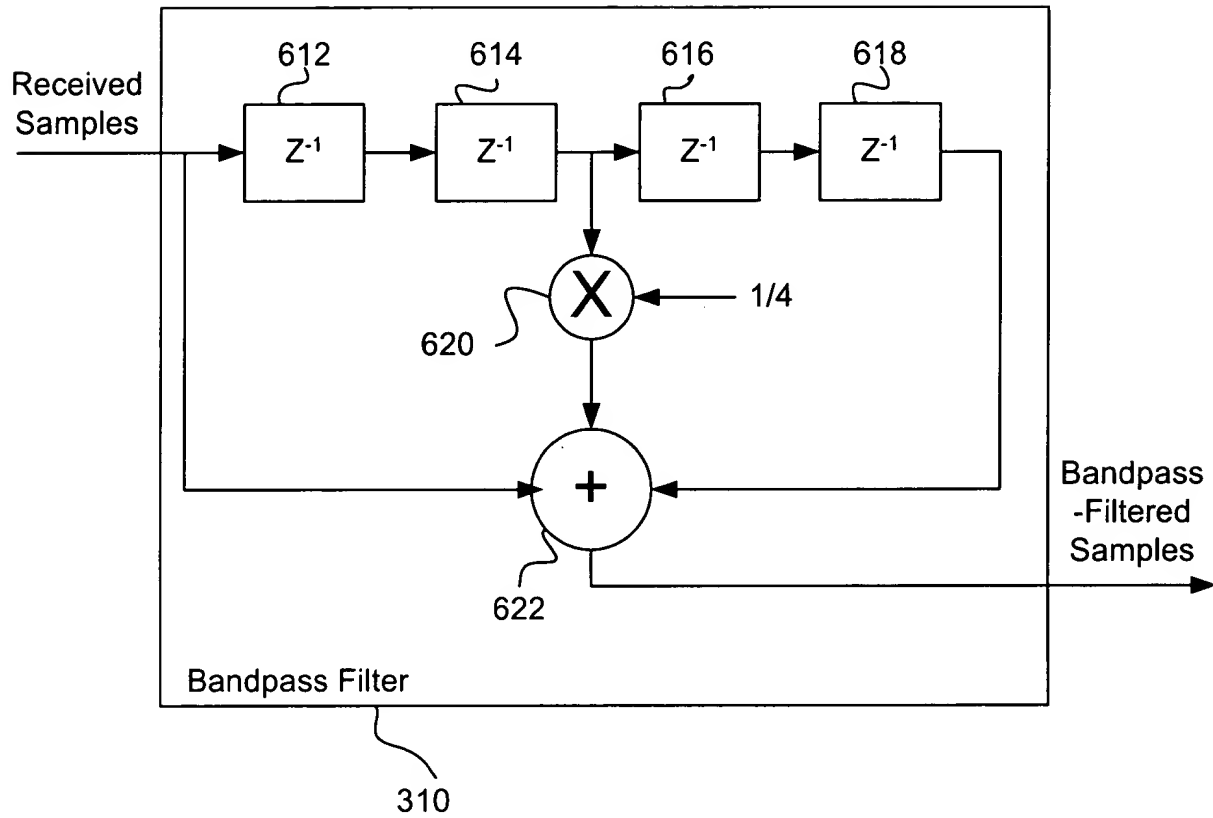 612
614
616
618
Received
Samples
Z⁻¹
Z⁻¹
Z⁻¹
Z⁻¹
X
1/4
620
+
Bandpass
-Filtered
Samples
622
Bandpass Filter
310